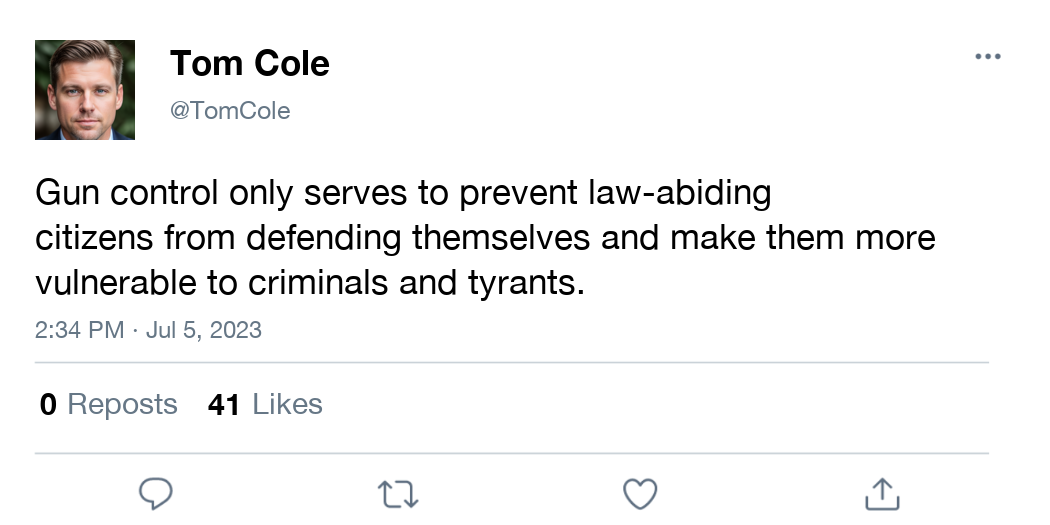 Tom Cole
@TomCole
Gun control only serves to prevent law-abiding
citizens from defending themselves and make them more
vulnerable to criminals and tyrants.
2:34 PM · Jul 5, 2023
0 Reposts 41 Likes